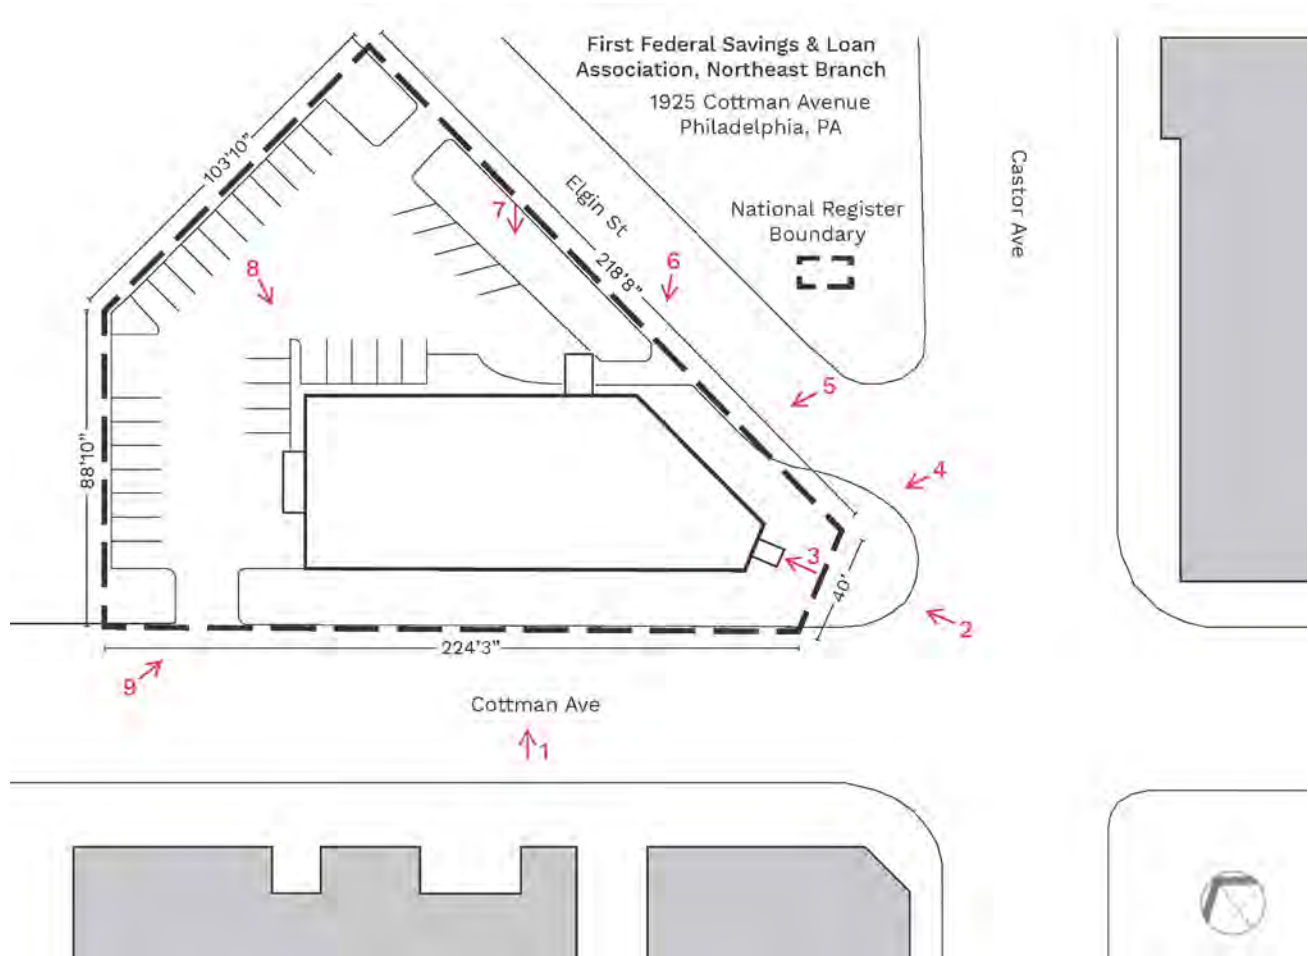 First Federal Savings & Loan
Association, Northeast Branch
1925 Cottman Avenue
Philadelphia, PA
103'10"
Elgin St
Castor Ave
7
National Register
Boundary
218'8"
6
8
5
88'10"
4
3
40'
2
224'3"
9
Cottman Ave
1